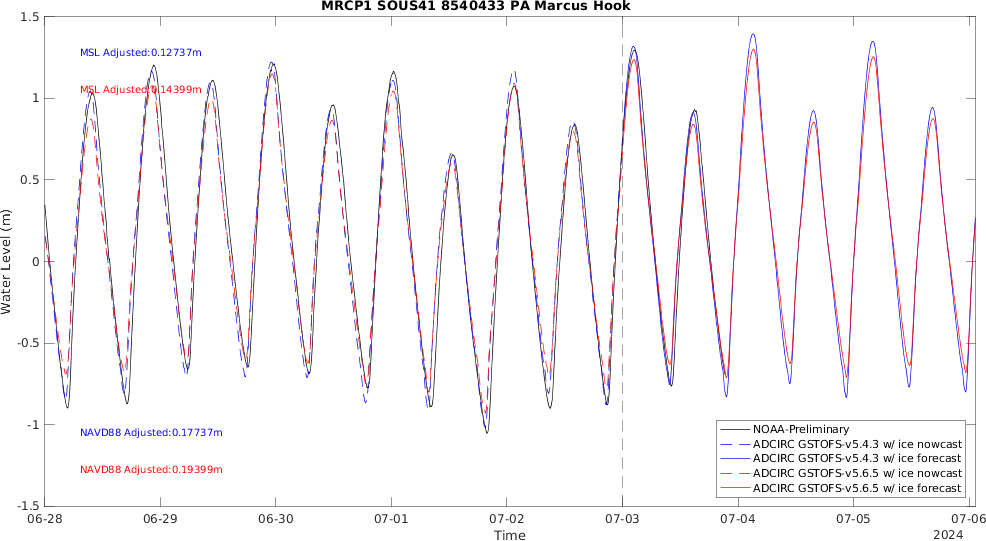 MRCP1 SOUS41 8540433 PA Marcus Hook
1.5
MSL Adjusted:0.12737m
MSL Adjusted:0.14399m
1
0.5
Water Level (m)
0
-0.5
-1
NAVD88 Adjusted:0.17737m
NAVD88 Adjusted:0.19399m
-1.5
NOAA-Preliminary
ADCIRC GSTOFS-v5.4.3 w/ ice nowcast
ADCIRC GSTOFS-v5.4.3 w/ ice forecast
ADCIRC GSTOFS-v5.6.5 w/ ice nowcast
ADCIRC GSTOFS-v5.6.5 w/ ice forecast
06-28 06-29 06-30 07-01 07-02 07-03 07-04 07-05 07-06
Time
2024